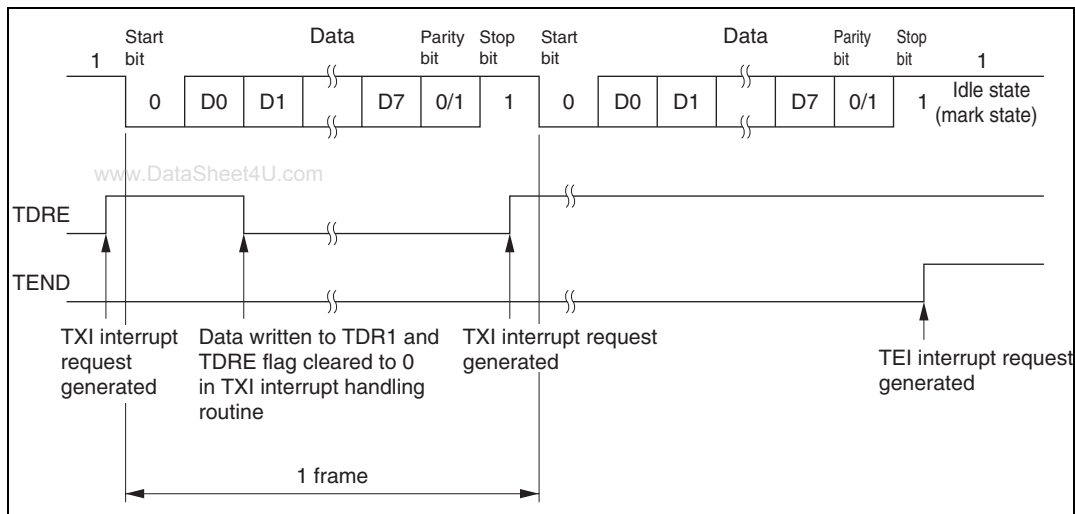 Start bit Data Parity bit Stop bit Start bit Data Parity bit Stop bit
1 1
0 D0 D1 D7 0/1 1 0 D0 D1 D7 0/1 1 Idle state (mark state)
www.DataSheet4U.com
TDRE
TEND
TXI interrupt
request
generated
Data written to TDR1 and
TDRE flag cleared to 0
in TXI interrupt handling
routine
TXI interrupt request
generated
TEI interrupt request
generated
1 frame